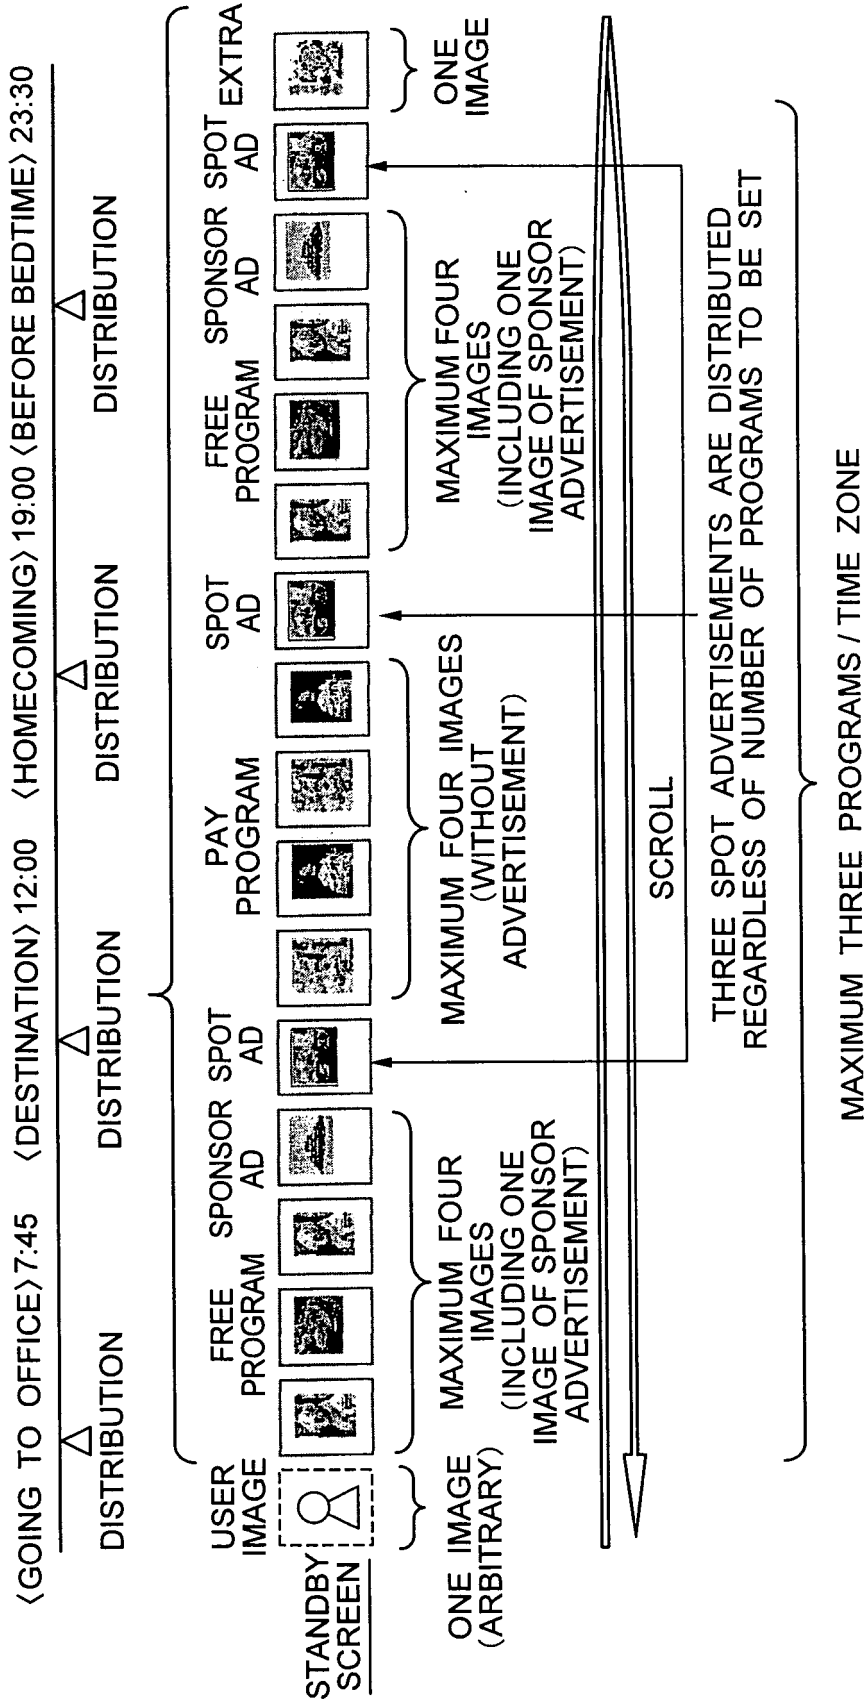 〈GOING TO OFFICE〉7:45 〈DESTINATION〉12:00 〈HOMECOMING〉19:00 〈BEFORE BEDTIME〉23:30
DISTRIBUTION
DISTRIBUTION
DISTRIBUTION
DISTRIBUTION
STANDBY
SCREEN
USER
IMAGE
FREE
PROGRAM
SPONSOR
AD
SPOT
AD
PAY
PROGRAM
SPOT
AD
FREE
PROGRAM
SPONSOR
AD
SPOT
AD
EXTRA
ONE IMAGE
(ARBITRARY)
MAXIMUM FOUR
IMAGES
(INCLUDING ONE
IMAGE OF SPONSOR
ADVERTISEMENT)
MAXIMUM FOUR IMAGES
(WITHOUT
ADVERTISEMENT)
MAXIMUM FOUR
IMAGES
(INCLUDING ONE
IMAGE OF SPONSOR
ADVERTISEMENT)
ONE
IMAGE
SCROLL
THREE SPOT ADVERTISEMENTS ARE DISTRIBUTED
REGARDLESS OF NUMBER OF PROGRAMS TO BE SET
MAXIMUM THREE PROGRAMS / TIME ZONE